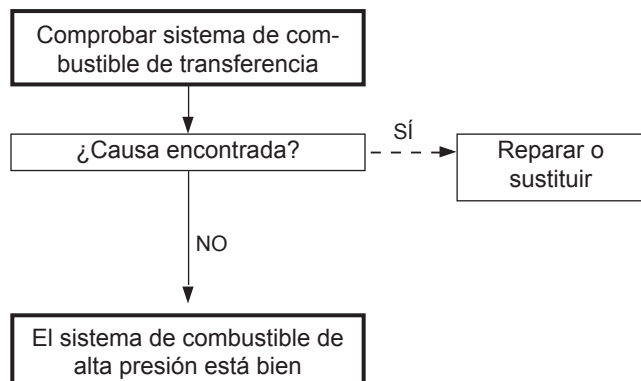 Comprobar sistema de com-
bustible de transferencia
¿Causa encontrada?
SÍ
Reparar o
sustituir
NO
El sistema de combustible de
alta presión está bien